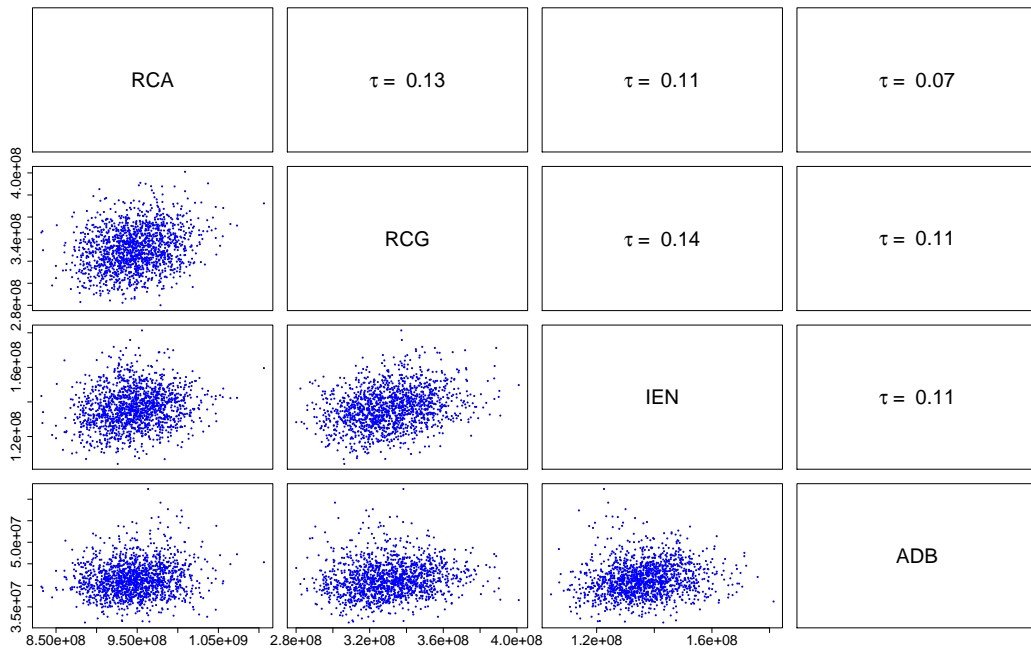 RCA
τ = 0.13
τ = 0.11
τ = 0.07
2.8e+08 3.4e+08 4.0e+08
RCG
τ = 0.14
τ = 0.11
1.2e+08 1.6e+08 2.8e+08
IEN
τ = 0.11
3.5e+07 5.0e+07
ADB
8.50e+08 9.50e+08 1.05e+09
2.8e+08 3.2e+08 3.6e+08 4.0e+08
1.2e+08 1.6e+08